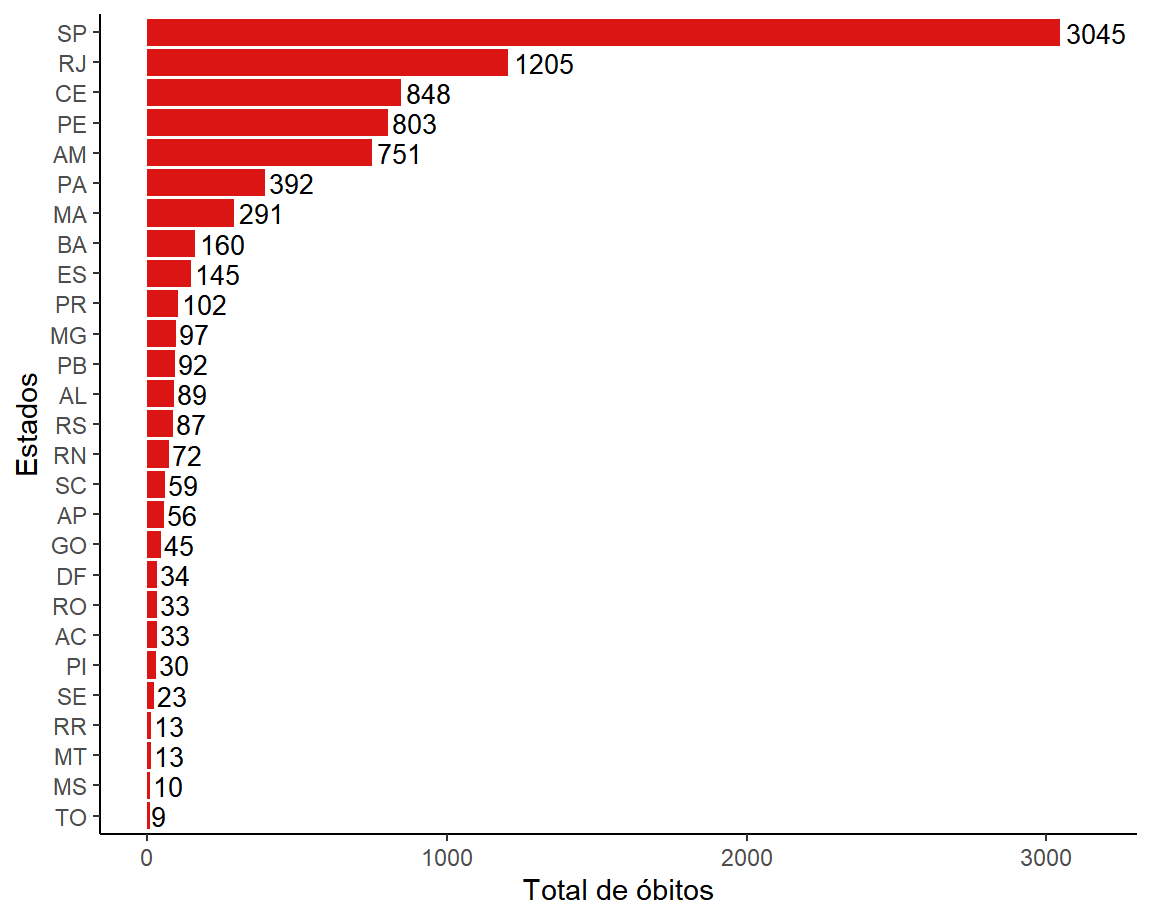 SP 3045
RJ 1205
CE 848
PE 803
AM 751
PA 392
MA 291
BA 160
ES 145
PR 102
MG 97
PB 92
AL 89
RS 87
RN 72
SC 59
AP 56
GO 45
DF 34
RO 33
AC 33
PI 30
SE 23
RR 13
MT 13
MS 10
TO 9
Estados
0 1000 2000 3000
Total de óbitos